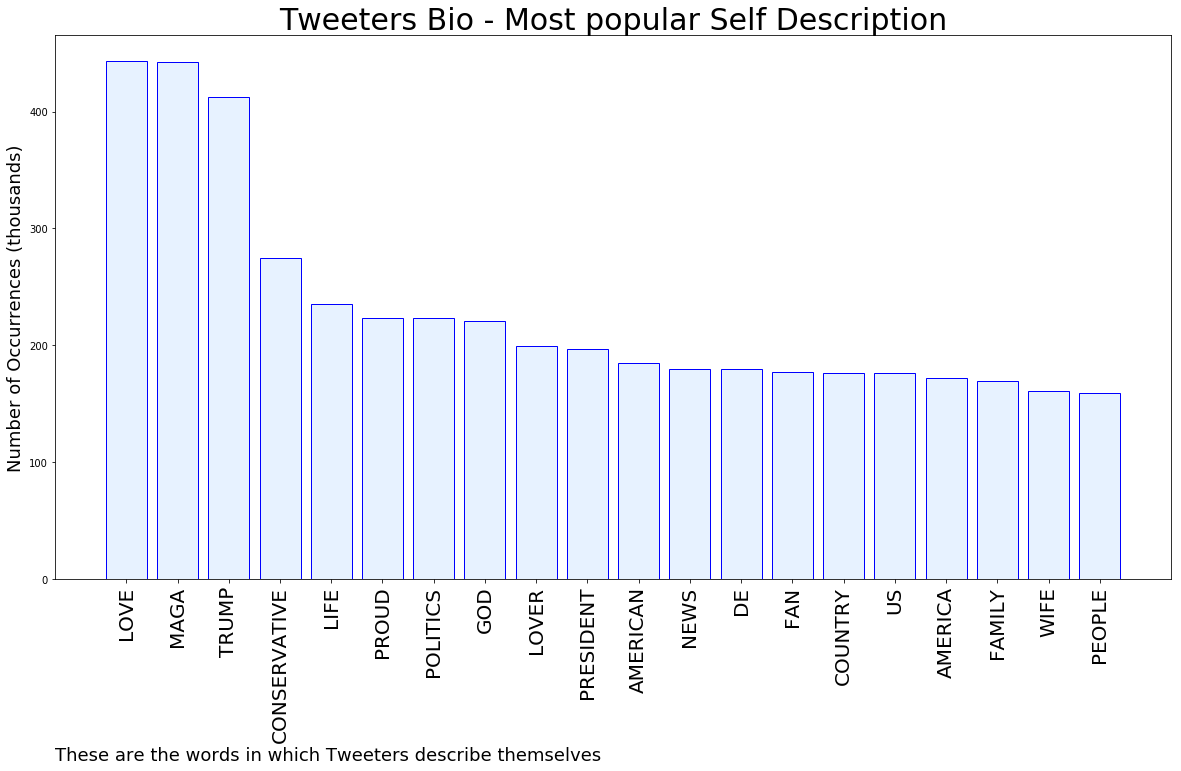 Tweeters Bio - Most popular Self Description
Number of Occurrences (thousands)
400
300
200
100
0
LOVE
MAGA
TRUMP
CONSERVATIVE
LIFE
PROUD
POLITICS
GOD
LOVER
PRESIDENT
AMERICAN
NEWS
DE
FAN
COUNTRY
US
AMERICA
FAMILY
WIFE
PEOPLE
These are the words in which Tweeters describe themselves